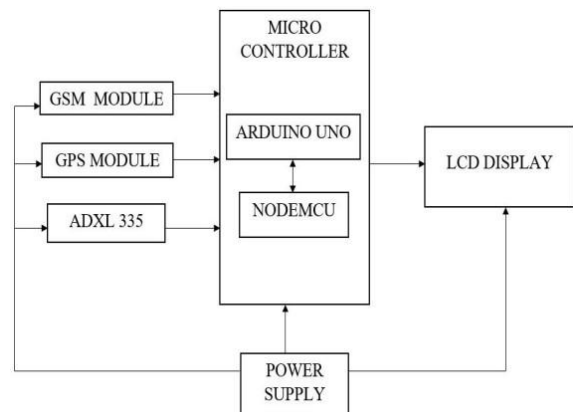 MICRO
CONTROLLER
GSM MODULE
ARDUINO UNO
GPS MODULE
LCD DISPLAY
ADXL 335
NODEMCU
POWER
SUPPLY